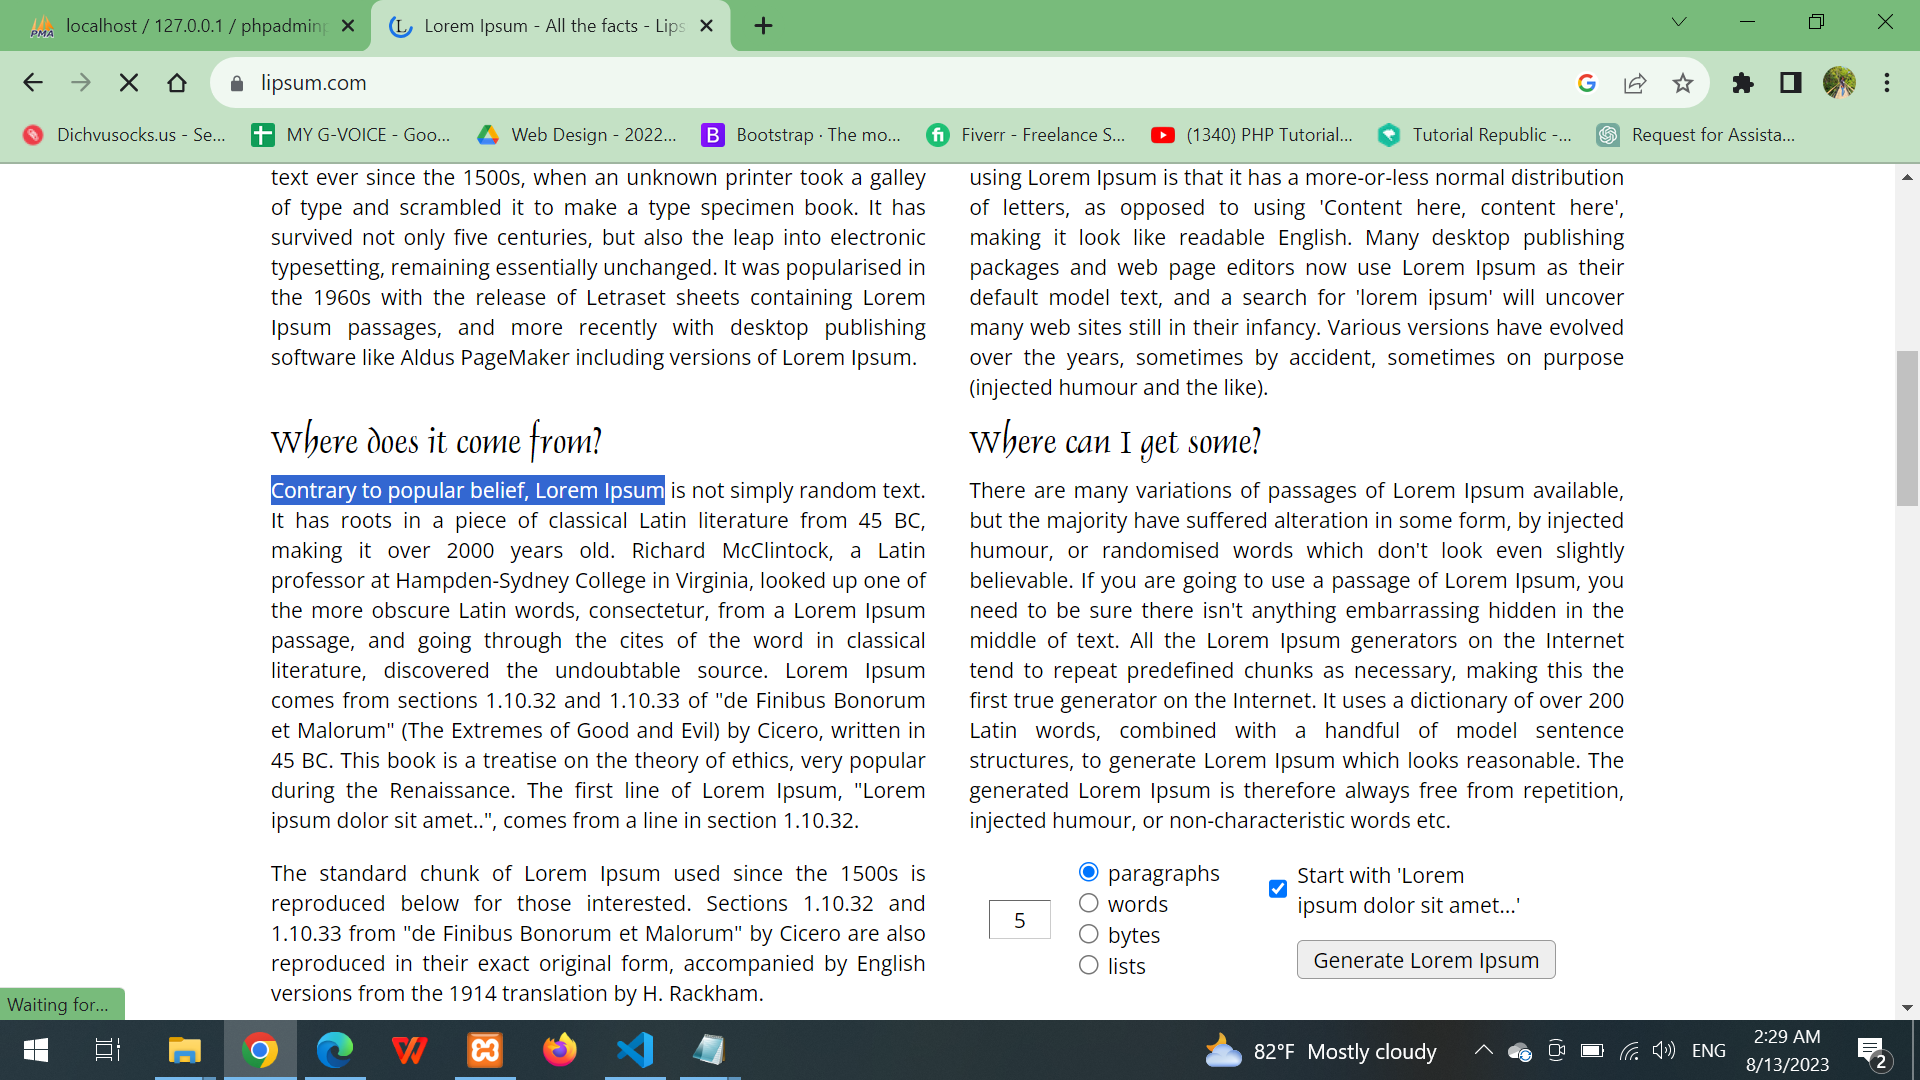 localhost / 127.0.0.1 / phpadminp
Lorem Ipsum - All the facts - Lips
lipsum.com
Dichvusocks.us - Se...
MY G-VOICE - Goo...
Web Design - 2022...
Bootstrap · The mo...
Fiverr - Freelance S...
(1340) PHP Tutorial...
Tutorial Republic -...
Request for Assista...
text ever since the 1500s, when an unknown printer took a galley
of type and scrambled it to make a type specimen book. It has
survived not only five centuries, but also the leap into electronic
typesetting, remaining essentially unchanged. It was popularised in
the 1960s with the release of Letraset sheets containing Lorem
Ipsum passages, and more recently with desktop publishing
software like Aldus PageMaker including versions of Lorem Ipsum.
Where does it come from?
Contrary to popular belief, Lorem Ipsum is not simply random text.
It has roots in a piece of classical Latin literature from 45 BC,
making it over 2000 years old. Richard McClintock, a Latin
professor at Hampden-Sydney College in Virginia, looked up one of
the more obscure Latin words, consectetur, from a Lorem Ipsum
passage, and going through the cites of the word in classical
literature, discovered the undoubtable source. Lorem Ipsum
comes from sections 1.10.32 and 1.10.33 of "de Finibus Bonorum
et Malorum" (The Extremes of Good and Evil) by Cicero, written in
45 BC. This book is a treatise on the theory of ethics, very popular
during the Renaissance. The first line of Lorem Ipsum, "Lorem
ipsum dolor sit amet..", comes from a line in section 1.10.32.
The standard chunk of Lorem Ipsum used since the 1500s is
reproduced below for those interested. Sections 1.10.32 and
1.10.33 from "de Finibus Bonorum et Malorum" by Cicero are also
reproduced in their exact original form, accompanied by English
versions from the 1914 translation by H. Rackham.
using Lorem Ipsum is that it has a more-or-less normal distribution
of letters, as opposed to using 'Content here, content here',
making it look like readable English. Many desktop publishing
packages and web page editors now use Lorem Ipsum as their
default model text, and a search for 'lorem ipsum' will uncover
many web sites still in their infancy. Various versions have evolved
over the years, sometimes by accident, sometimes on purpose
(injected humour and the like).
Where can I get some?
There are many variations of passages of Lorem Ipsum available,
but the majority have suffered alteration in some form, by injected
humour, or randomised words which don't look even slightly
believable. If you are going to use a passage of Lorem Ipsum, you
need to be sure there isn't anything embarrassing hidden in the
middle of text. All the Lorem Ipsum generators on the Internet
tend to repeat predefined chunks as necessary, making this the
first true generator on the Internet. It uses a dictionary of over 200
Latin words, combined with a handful of model sentence
structures, to generate Lorem Ipsum which looks reasonable. The
generated Lorem Ipsum is therefore always free from repetition,
injected humour, or non-characteristic words etc.
5
paragraphs
words
bytes
lists
Start with 'Lorem
ipsum dolor sit amet...'
Generate Lorem Ipsum
Waiting for...
82°F Mostly cloudy
ENG
2:29 AM
8/13/2023
2